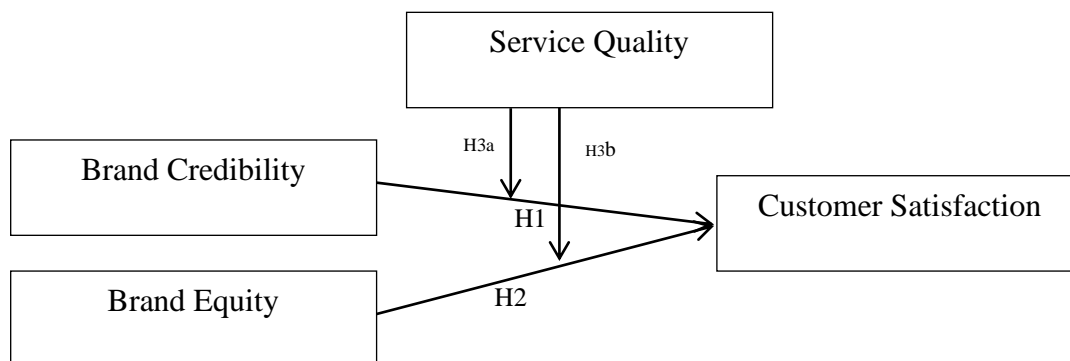 Service Quality
H3a
H3b
Brand Credibility
Customer Satisfaction
H1
Brand Equity
H2